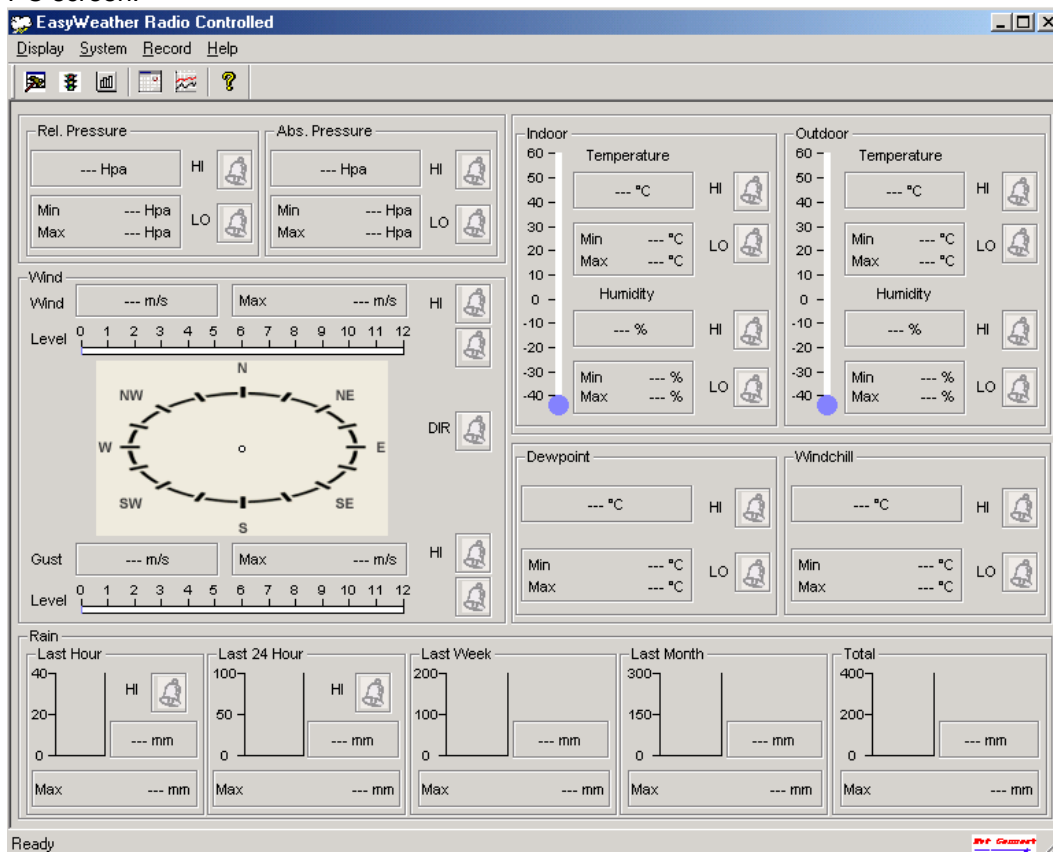 PC screen:
EasyWeather Radio Controlled
Display System Record Help
Rel. Pressure
--- Hpa
HI
Min --- Hpa
Max --- Hpa
LO
Abs. Pressure
--- Hpa
HI
Min --- Hpa
Max --- Hpa
LO
Wind
Wind --- m/s Max --- m/s HI
Level 0 1 2 3 4 5 6 7 8 9 10 11 12
N
NW NE
W E
SW SE
S
DIR
Gust --- m/s Max --- m/s HI
Level 0 1 2 3 4 5 6 7 8 9 10 11 12
Indoor
60
50
40
30
20
10
0
-10
-20
-30
-40
Temperature
--- °C
HI
Min --- °C
Max --- °C
LO
Humidity
--- %
HI
Min --- %
Max --- %
LO
Outdoor
60
50
40
30
20
10
0
-10
-20
-30
-40
Temperature
--- °C
HI
Min --- °C
Max --- °C
LO
Humidity
--- %
HI
Min --- %
Max --- %
LO
Dewpoint
--- °C
HI
Min --- °C
Max --- °C
LO
Windchill
--- °C
HI
Min --- °C
Max --- °C
LO
Rain
Last Hour
40
20
0
HI
--- mm
Max --- mm
Last 24 Hour
100
50
0
HI
--- mm
Max --- mm
Last Week
200
100
0
--- mm
Max --- mm
Last Month
300
150
0
--- mm
Max --- mm
Total
400
200
0
--- mm
Max --- mm
Ready
Not Connect